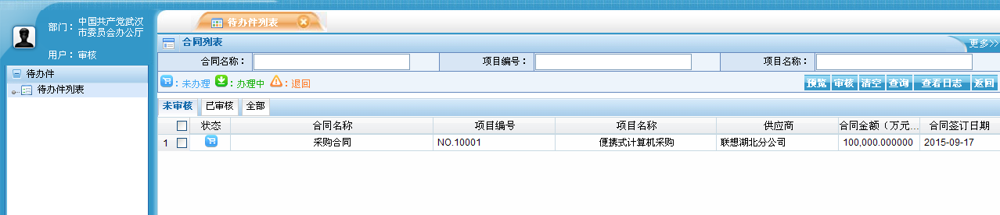 部门： 中国共产党武汉
市委员会办公厅
用户： 审核
待办件
待办件列表
待办件列表
合同列表
更多>>
合同名称： 项目编号： 项目名称：
：未办理 ：办理中 ：退回
预览 审核 清空 查询 查看日志 返回
未审核 已审核 全部
状态 合同名称 项目编号 项目名称 供应商 合同金额（万元... 合同签订日期
1 采购合同 NO.10001 便携式计算机采购 联想湖北分公司 100,000.000000 2015-09-17